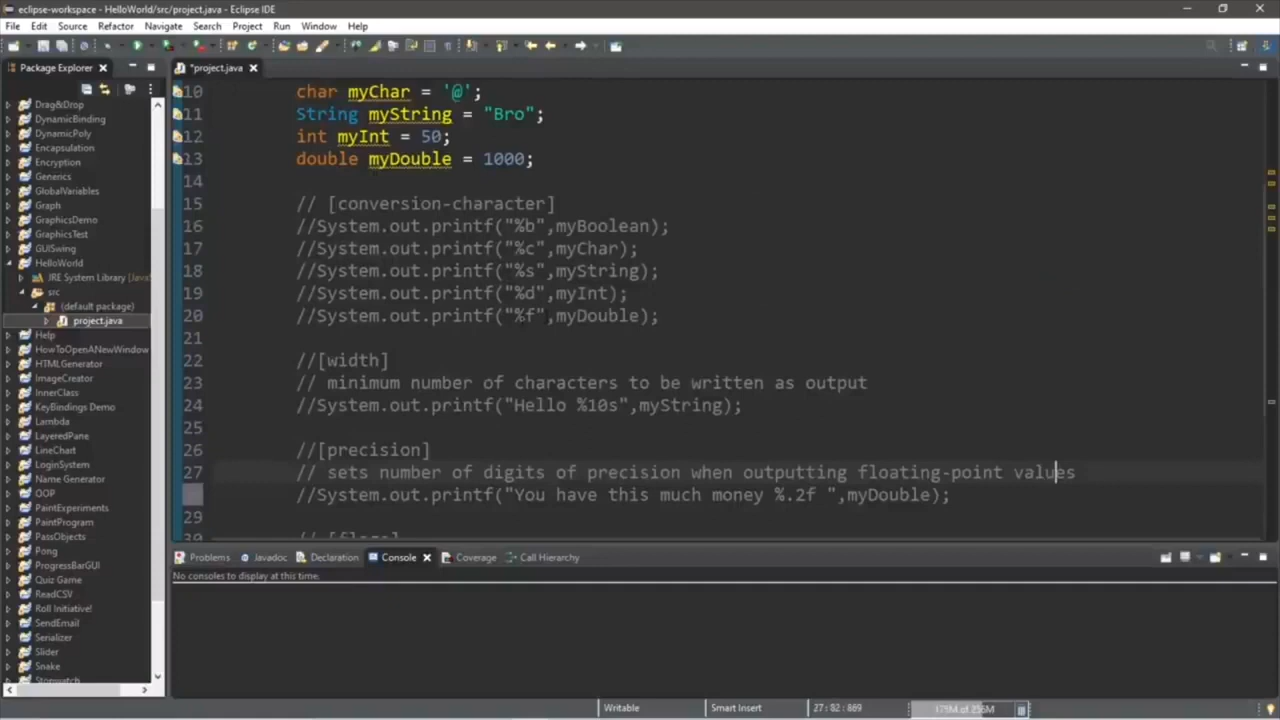 eclipse-workspace - HelloWorld/src/project.java - Eclipse IDE
File Edit Source Refactor Navigate Search Project Run Window Help
Package Explorer
*project.java
Drag&Drop
DynamicBinding
DynamicPoly
Encapsulation
Encryption
Generics
GlobalVariables
Graph
GraphicsDemo
GraphicsTest
GUISwing
HelloWorld
JRE System Library [Java
src
(default package)
project.java
Help
HowToOpenANewWindow
HTMLGenerator
ImageCreator
InnerClass
KeyBindings Demo
Lambda
LayeredPane
LineChart
LoginSystem
Name Generator
OOP
PaintExperiments
PaintProgram
PassObjects
Pong
ProgressBarGUI
Quiz Game
ReadCSV
Roll Initiative!
SendEmail
Serializer
Slider
Snake
Stopwatch
10 char myChar = '@';
11 String myString = "Bro";
12 int myInt = 50;
13 double myDouble = 1000;
14
15 // [conversion-character]
16 //System.out.printf("%b",myBoolean);
17 //System.out.printf("%c",myChar);
18 //System.out.printf("%s",myString);
19 //System.out.printf("%d",myInt);
20 //System.out.printf("%f",myDouble);
21
22 //[width]
23 // minimum number of characters to be written as output
24 //System.out.printf("Hello %10s",myString);
25
26 //[precision]
27 // sets number of digits of precision when outputting floating-point values
//System.out.printf("You have this much money %.2f ",myDouble);
29
30 // [flags]
Problems Javadoc Declaration Console Coverage Call Hierarchy
No consoles to display at this time.
Writable Smart Insert 27 : 82 : 869